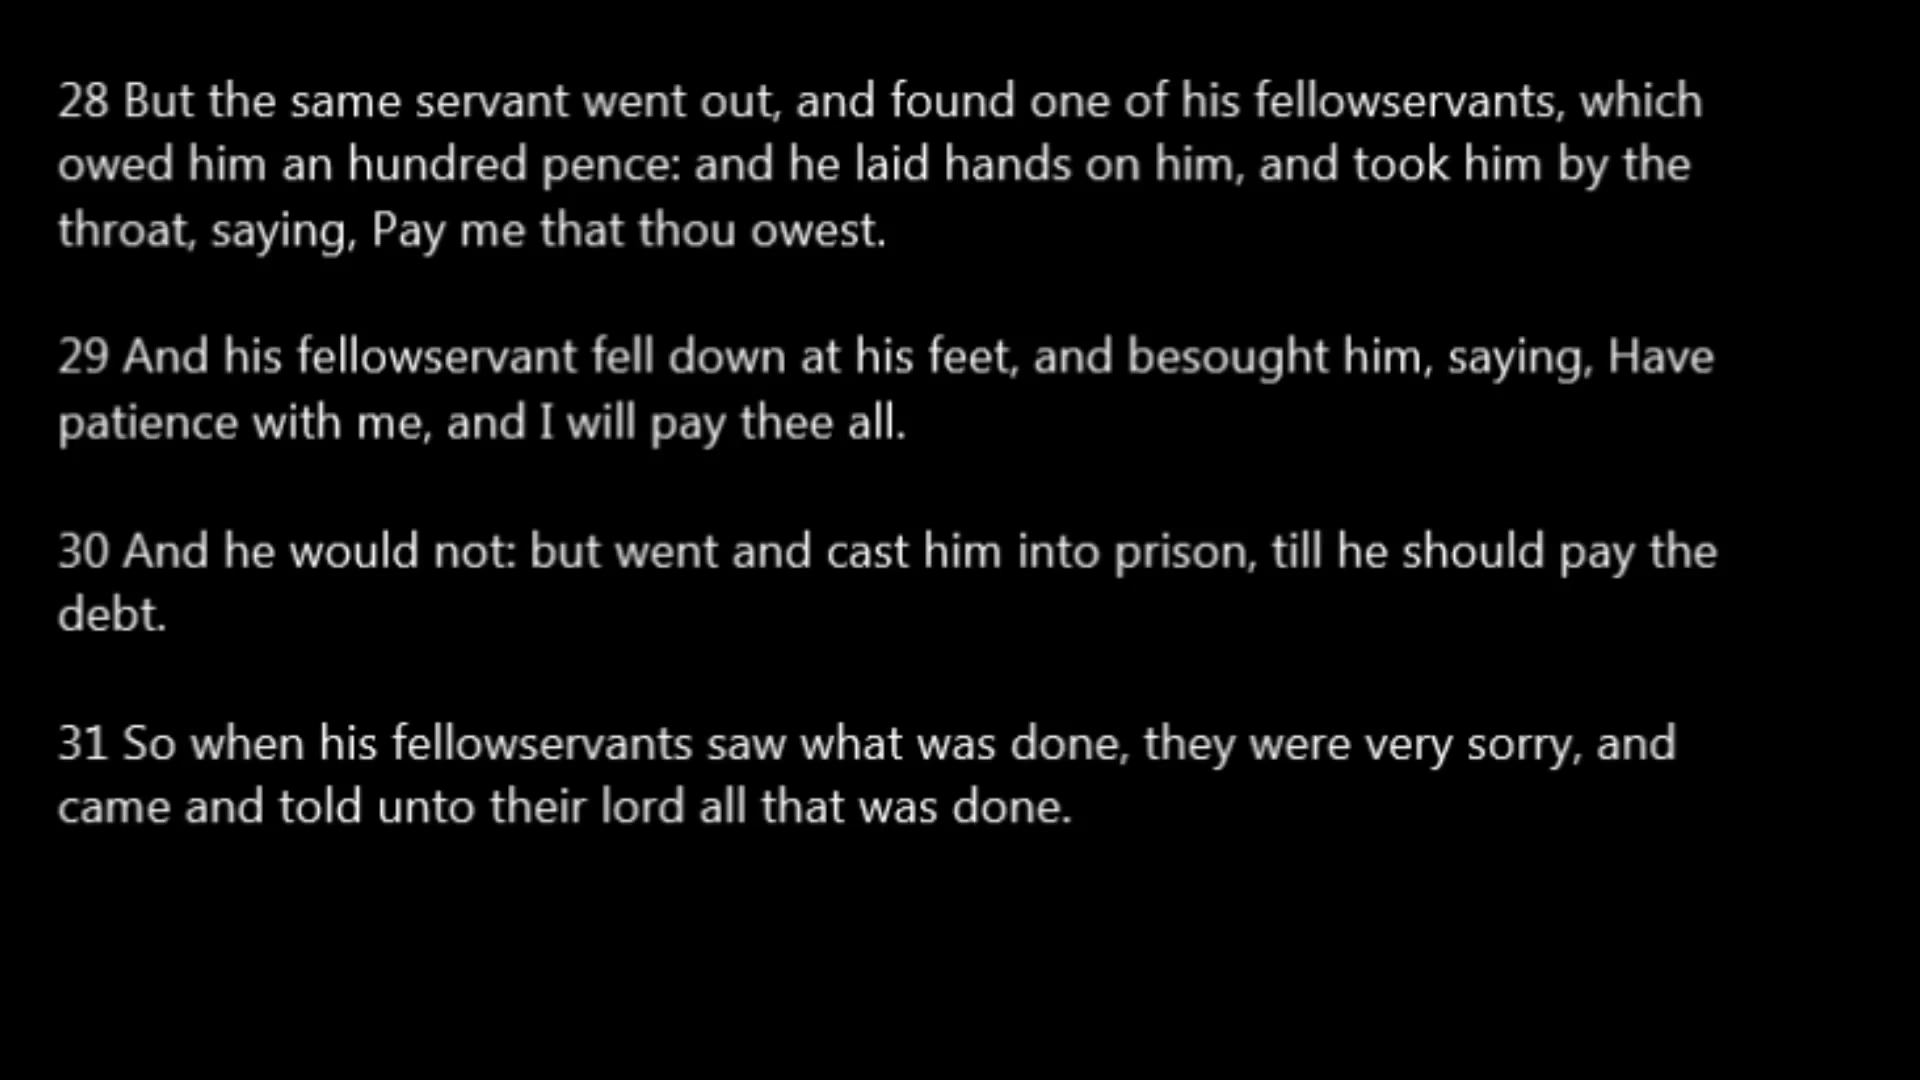 28 But the same servant went out, and found one of his fellowservants, which
owed him an hundred pence: and he laid hands on him, and took him by the
throat, saying, Pay me that thou owest.
29 And his fellowservant fell down at his feet, and besought him, saying, Have
patience with me, and I will pay thee all.
30 And he would not: but went and cast him into prison, till he should pay the
debt.
31 So when his fellowservants saw what was done, they were very sorry, and
came and told unto their lord all that was done.